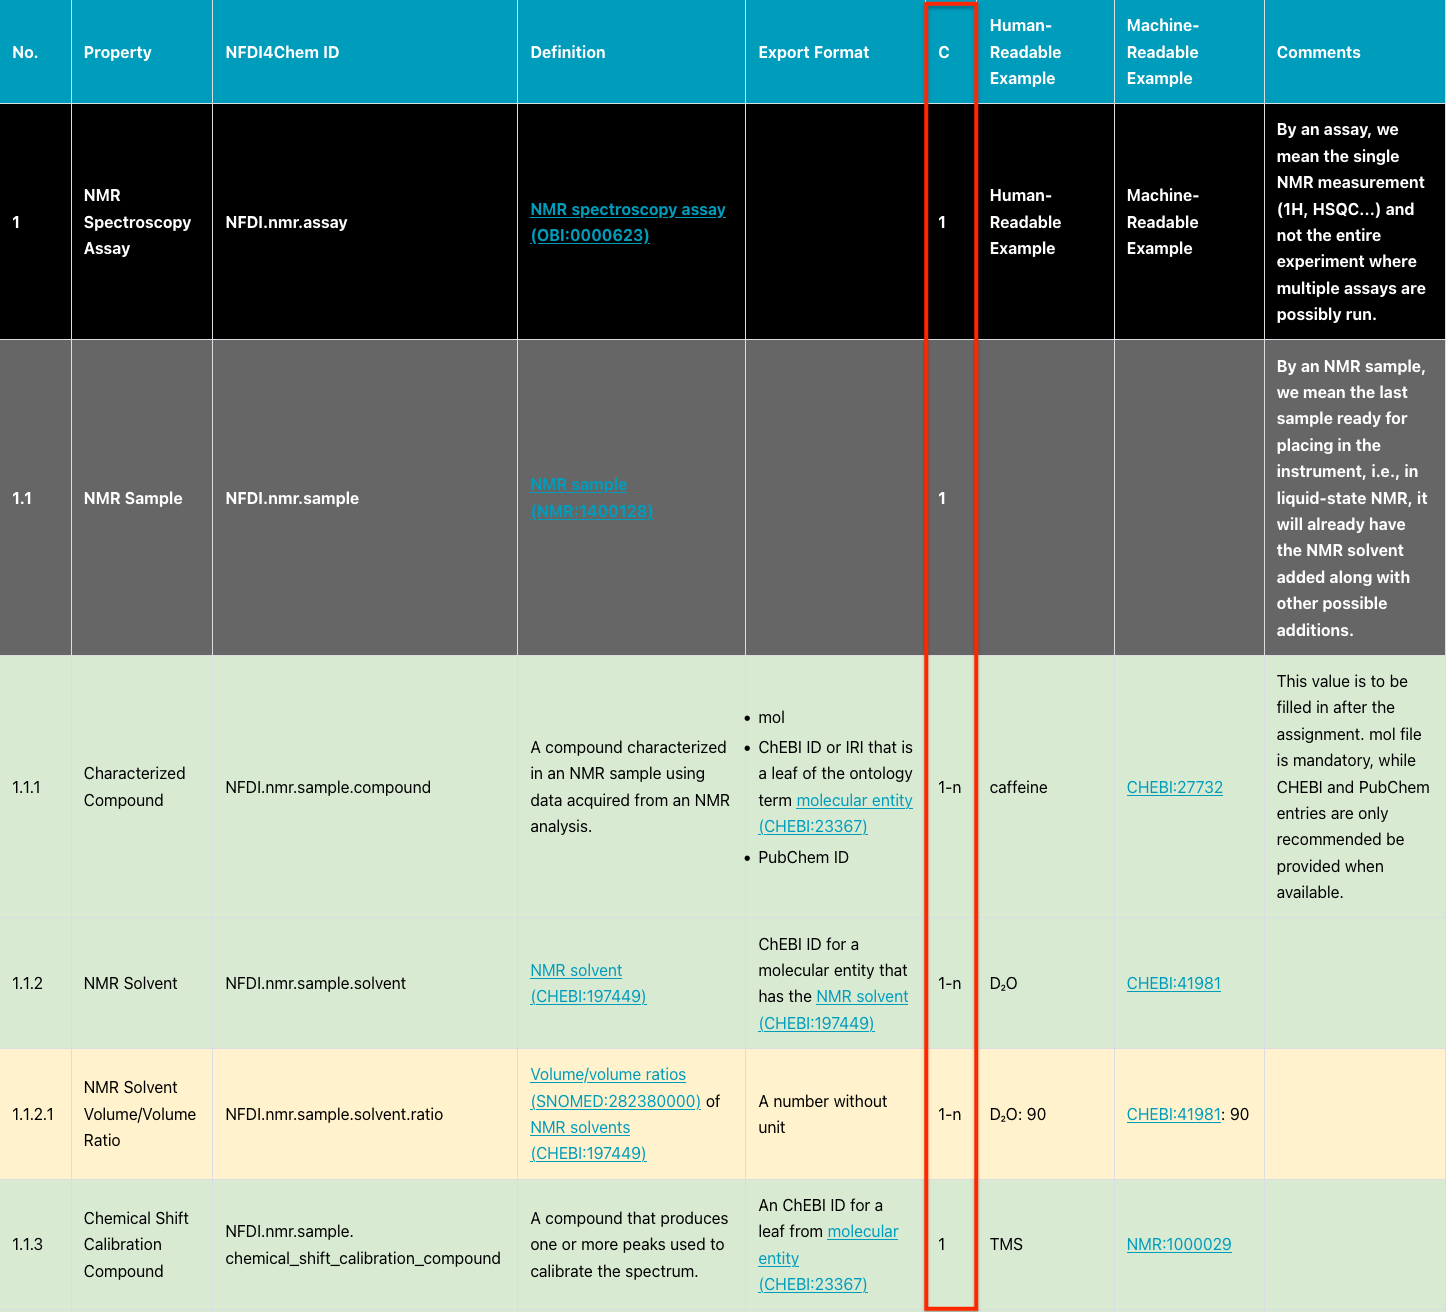 No.
Property
NFDI4Chem ID
Definition
Export Format
C
Human-
Readable
Example
Machine-
Readable
Example
Comments
1
NMR
Spectroscopy
Assay
NFDI.nmr.assay
NMR spectroscopy assay
(OBI:0000623)
1
Human-
Readable
Example
Machine-
Readable
Example
By an assay, we
mean the single
NMR measurement
(1H, HSQC...) and
not the entire
experiment where
multiple assays are
possibly run.
1.1
NMR Sample
NFDI.nmr.sample
NMR sample
(NMR:1400128)
1
By an NMR sample,
we mean the last
sample ready for
placing in the
instrument, i.e., in
liquid-state NMR, it
will already have
the NMR solvent
added along with
other possible
additions.
1.1.1
Characterized
Compound
NFDI.nmr.sample.compound
A compound characterized
in an NMR sample using
data acquired from an NMR
analysis.
• mol
• ChEBI ID or IRI that is
a leaf of the ontology
term molecular entity
(CHEBI:23367)
• PubChem ID
1-n
caffeine
CHEBI:27732
This value is to be
filled in after the
assignment. mol file
is mandatory, while
CHEBI and PubChem
entries are only
recommended be
provided when
available.
1.1.2
NMR Solvent
NFDI.nmr.sample.solvent
NMR solvent
(CHEBI:197449)
ChEBI ID for a
molecular entity that
has the NMR solvent
(CHEBI:197449)
1-n
D₂O
CHEBI:41981
1.1.2.1
NMR Solvent
Volume/Volume
Ratio
NFDI.nmr.sample.solvent.ratio
Volume/volume ratios
(SNOMED:282380000) of
NMR solvents
(CHEBI:197449)
A number without
unit
1-n
D₂O: 90
CHEBI:41981: 90
1.1.3
Chemical Shift
Calibration
Compound
NFDI.nmr.sample.
chemical_shift_calibration_compound
A compound that produces
one or more peaks used to
calibrate the spectrum.
An ChEBI ID for a
leaf from molecular
entity
(CHEBI:23367)
1
TMS
NMR:1000029